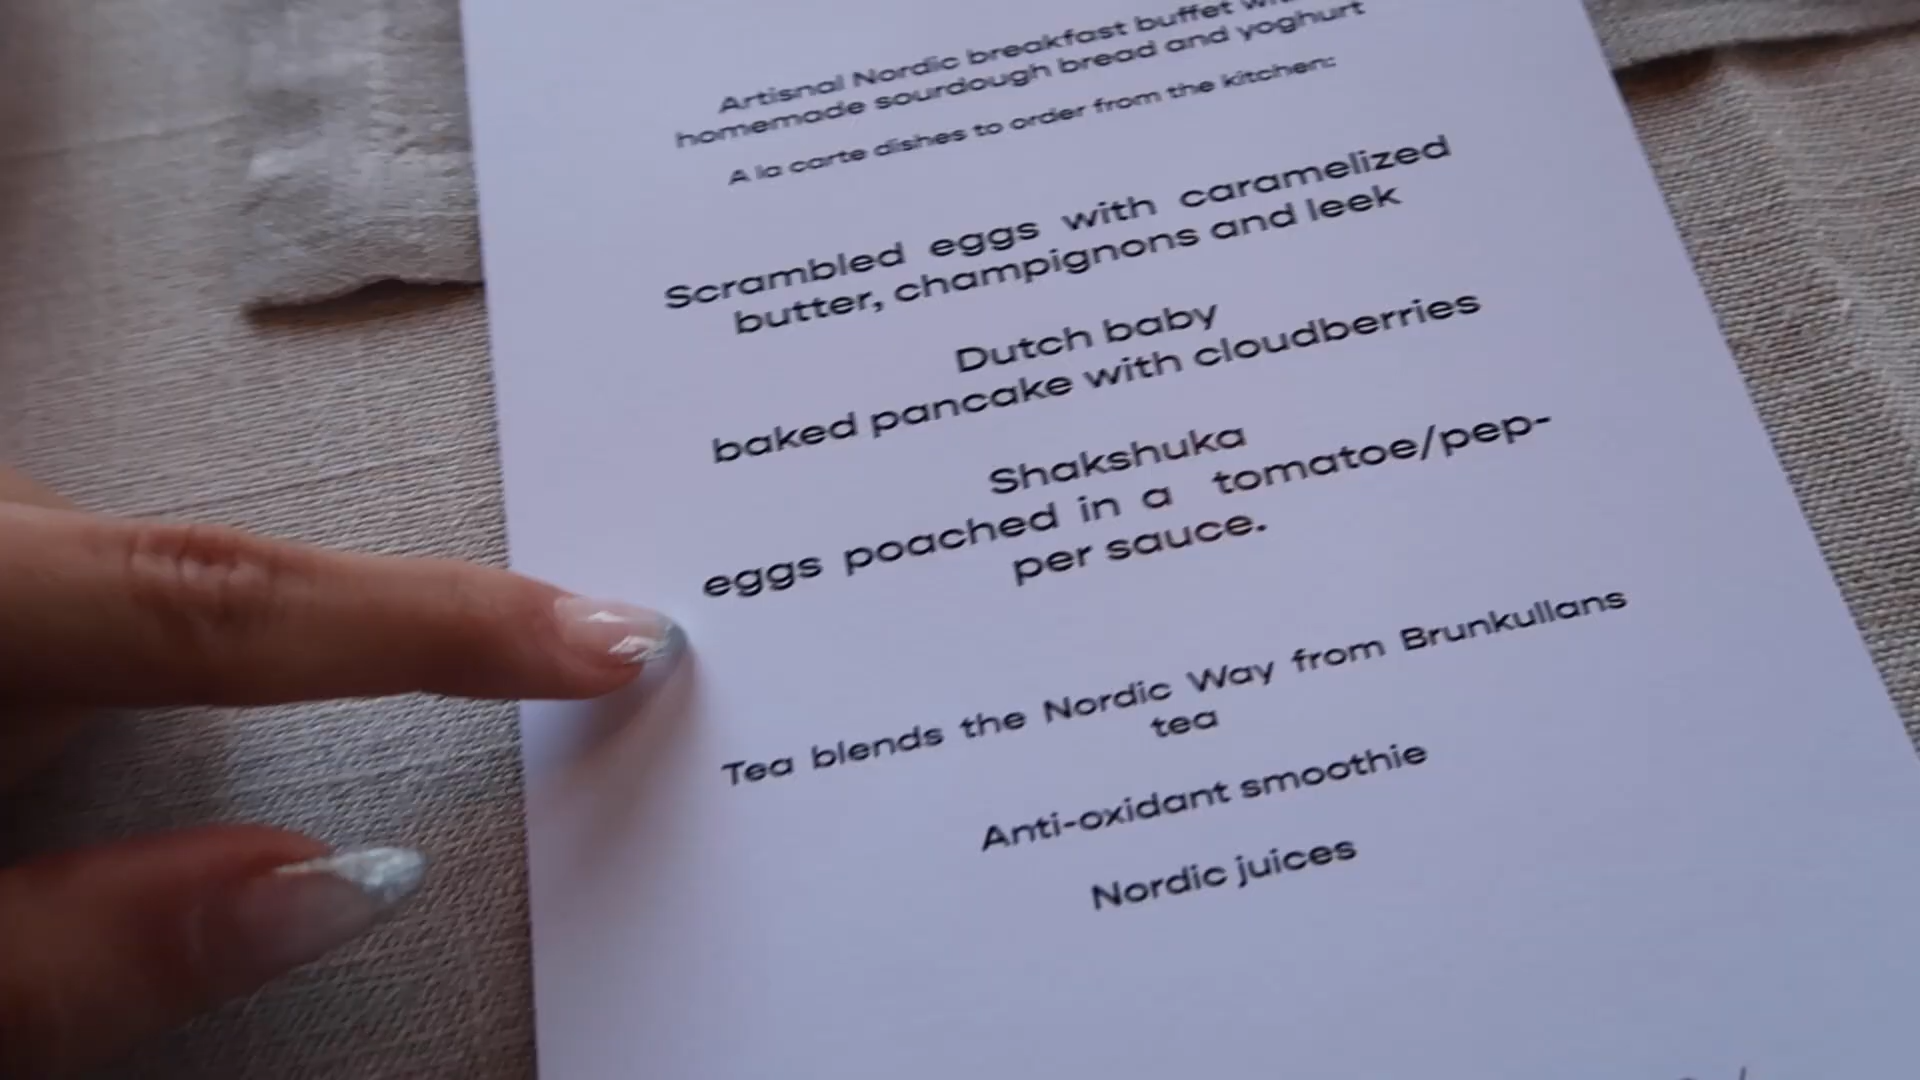 Artisnal Nordic breakfast buffet
homemade sourdough bread and yoghurt
A la carte dishes to order from the kitchen:
Scrambled eggs with caramelized
butter, champignons and leek
Dutch baby
baked pancake with cloudberries
Shakshuka
eggs poached in a tomatoe/pep-
per sauce.
Tea blends the Nordic Way from Brunkullans
tea
Anti-oxidant smoothie
Nordic juices